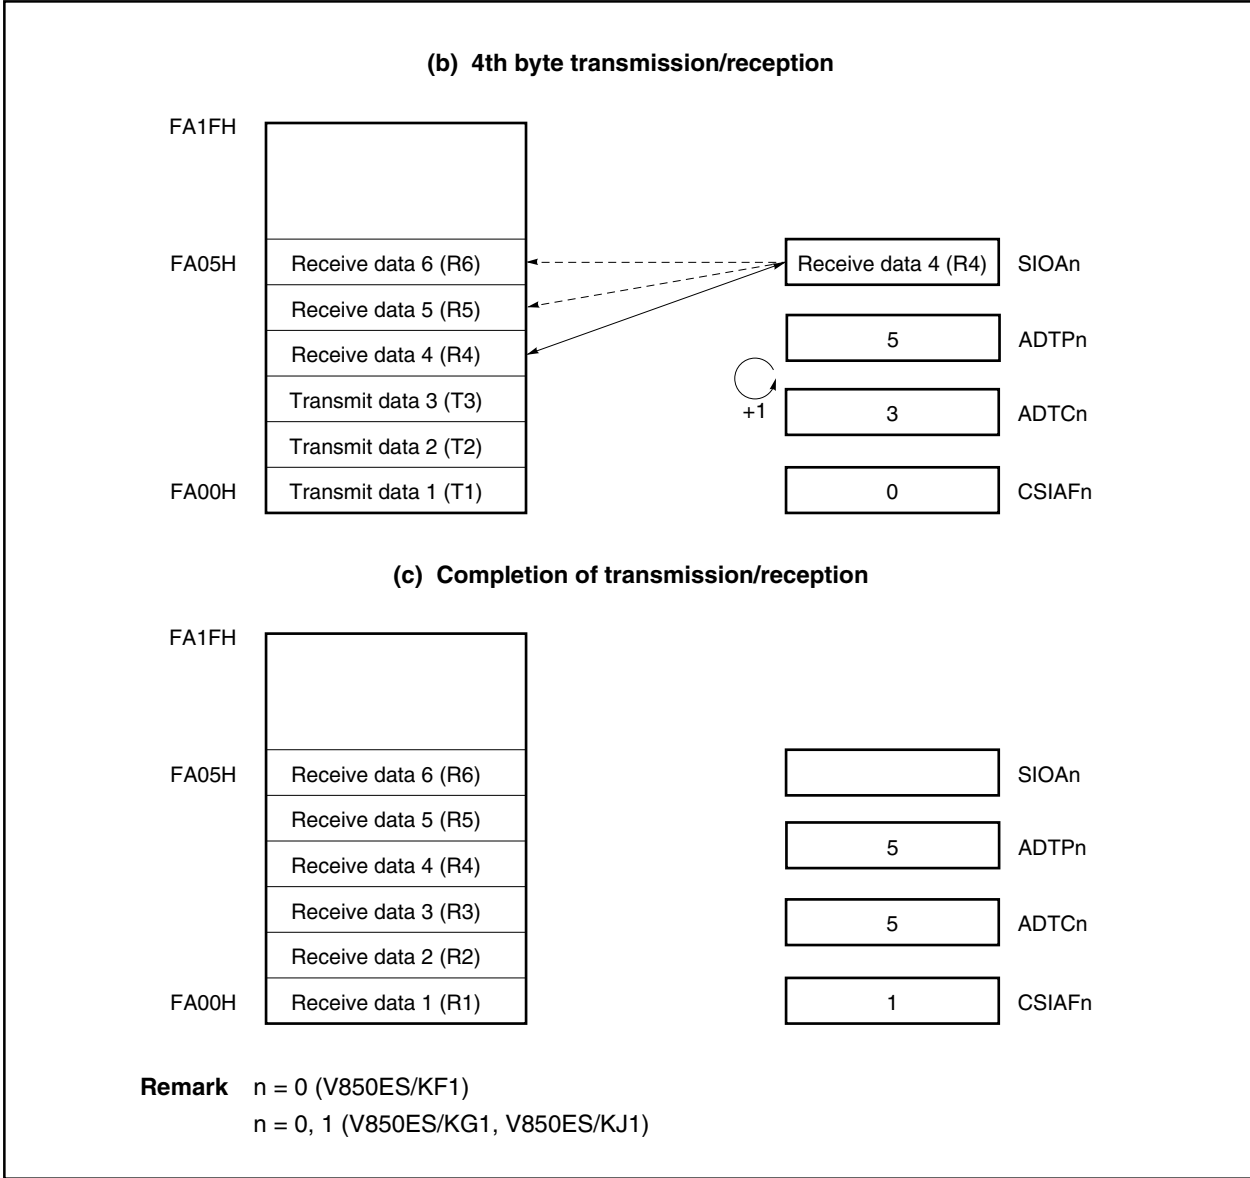 (b) 4th byte transmission/reception
FA1FH
FA05H Receive data 6 (R6) Receive data 4 (R4) SIOAn
Receive data 5 (R5)
5 ADTPn
Receive data 4 (R4)
Transmit data 3 (T3)
+1 3 ADTCn
Transmit data 2 (T2)
FA00H Transmit data 1 (T1) 0 CSIAFn
(c) Completion of transmission/reception
FA1FH
FA05H Receive data 6 (R6) SIOAn
Receive data 5 (R5)
5 ADTPn
Receive data 4 (R4)
Receive data 3 (R3)
5 ADTCn
Receive data 2 (R2)
FA00H Receive data 1 (R1) 1 CSIAFn
Remark n = 0 (V850ES/KF1)
n = 0, 1 (V850ES/KG1, V850ES/KJ1)